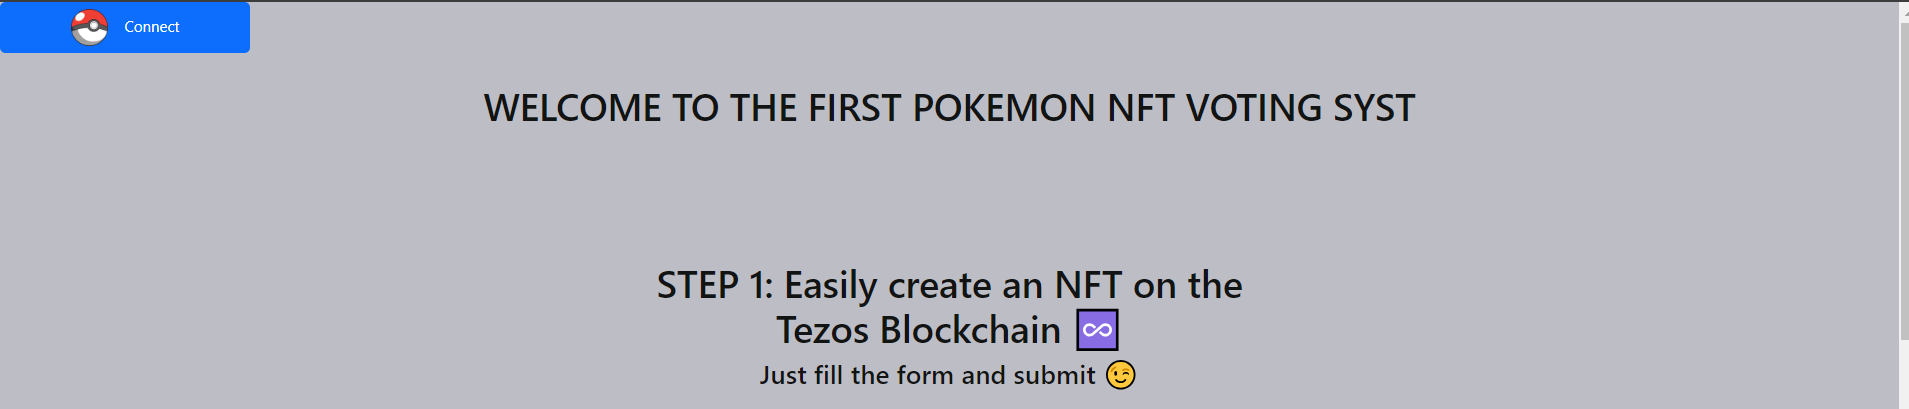 Connect
WELCOME TO THE FIRST POKEMON NFT VOTING SYST
STEP 1: Easily create an NFT on the
Tezos Blockchain ♾️
Just fill the form and submit 😉